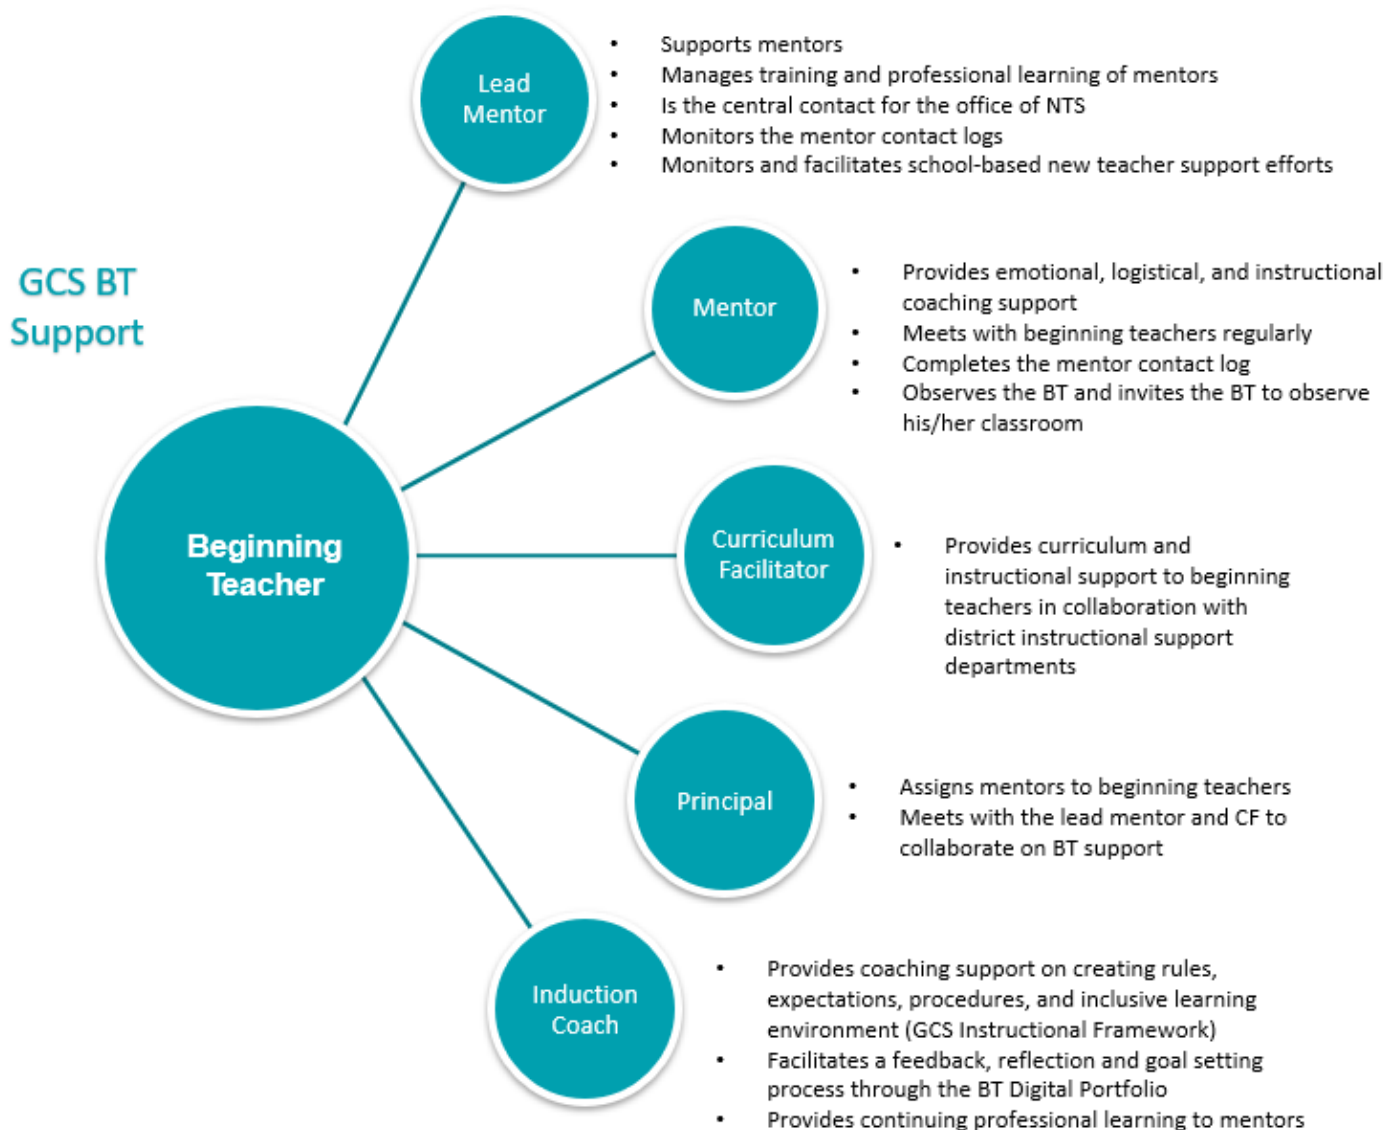 Lead
Mentor
• Supports mentors
• Manages training and professional learning of mentors
• Is the central contact for the office of NTS
• Monitors the mentor contact logs
• Monitors and facilitates school-based new teacher support efforts
GCS BT
Support
Mentor
• Provides emotional, logistical, and instructional
coaching support
• Meets with beginning teachers regularly
• Completes the mentor contact log
• Observes the BT and invites the BT to observe
his/her classroom
Beginning
Teacher
Curriculum
Facilitator
• Provides curriculum and
instructional support to beginning
teachers in collaboration with
district instructional support
departments
Principal
• Assigns mentors to beginning teachers
• Meets with the lead mentor and CF to
collaborate on BT support
Induction
Coach
• Provides coaching support on creating rules,
expectations, procedures, and inclusive learning
environment (GCS Instructional Framework)
• Facilitates a feedback, reflection and goal setting
process through the BT Digital Portfolio
• Provides continuing professional learning to mentors